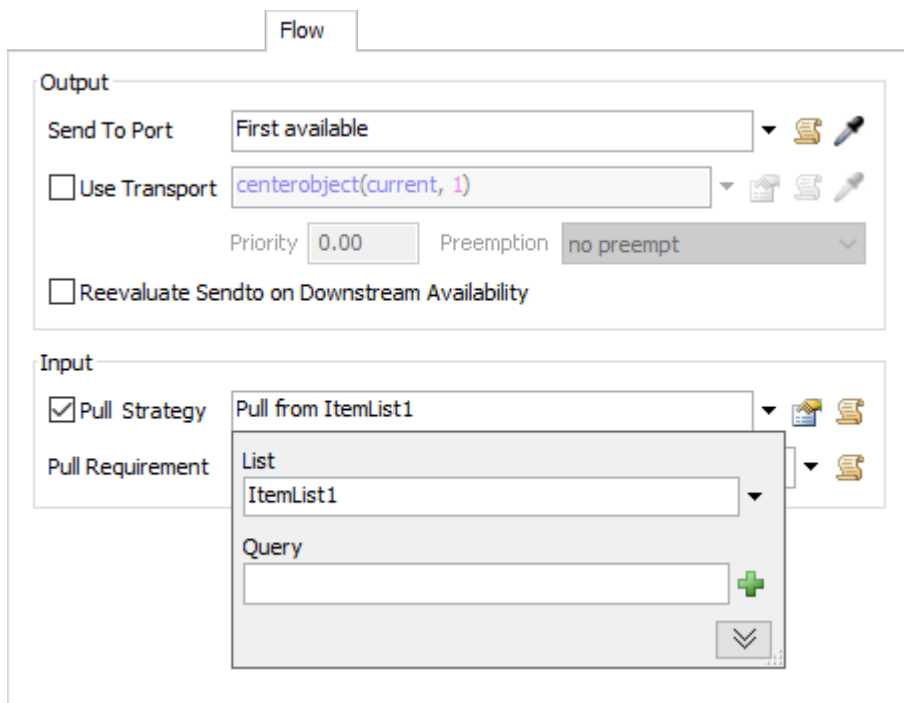 Flow
Output
Send To Port First available
Use Transport centerobject(current, 1)
Priority 0.00 Preemption no preempt
Reevaluate Sendto on Downstream Availability
Input
Pull Strategy Pull from ItemList1
Pull Requirement
List
ItemList1
Query